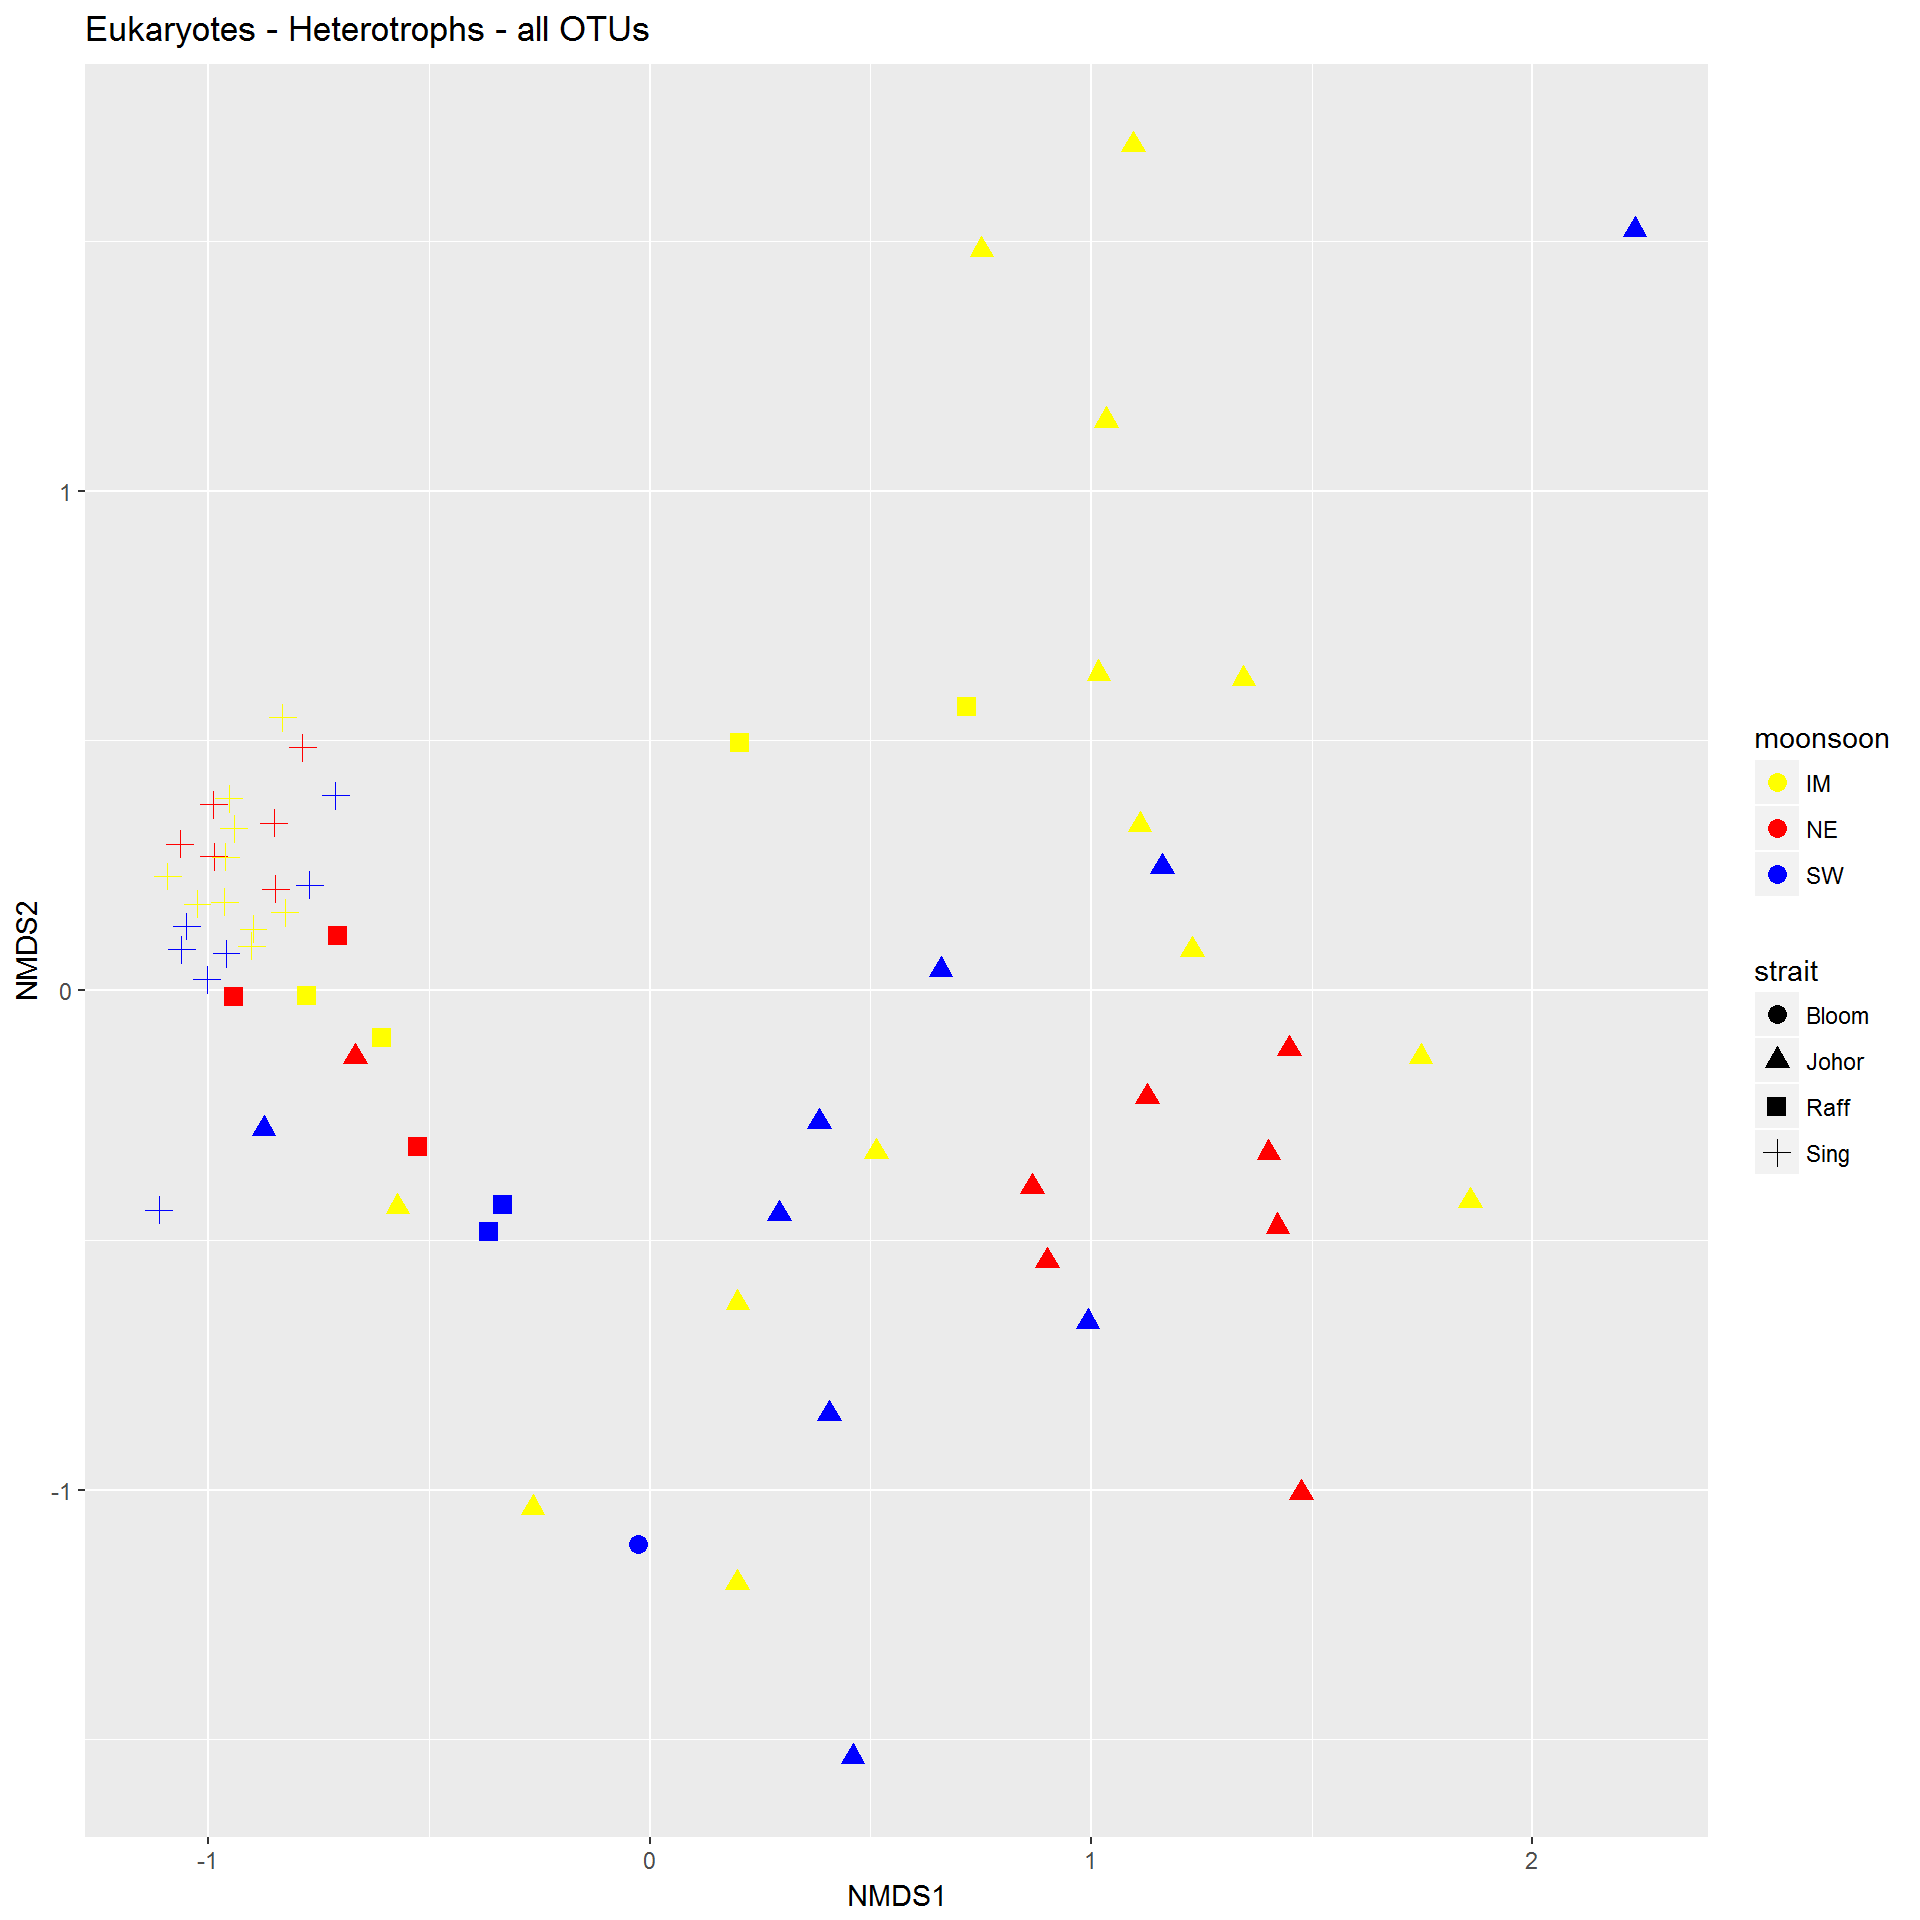 Eukaryotes - Heterotrophs - all OTUs
1
0
-1
NMDS2
-1
0
1
2
NMDS1
moonsoon
IM
NE
SW
strait
Bloom
Johor
Raff
Sing